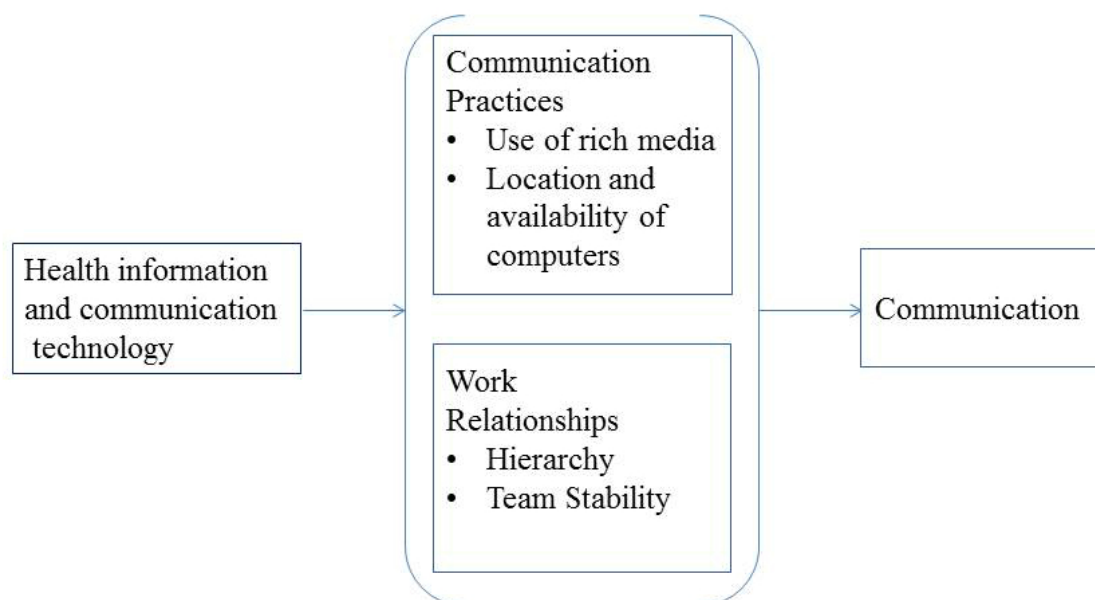 Health information
and communication
technology
Communication
Practices
• Use of rich media
• Location and
availability of
computers
Work
Relationships
• Hierarchy
• Team Stability
Communication